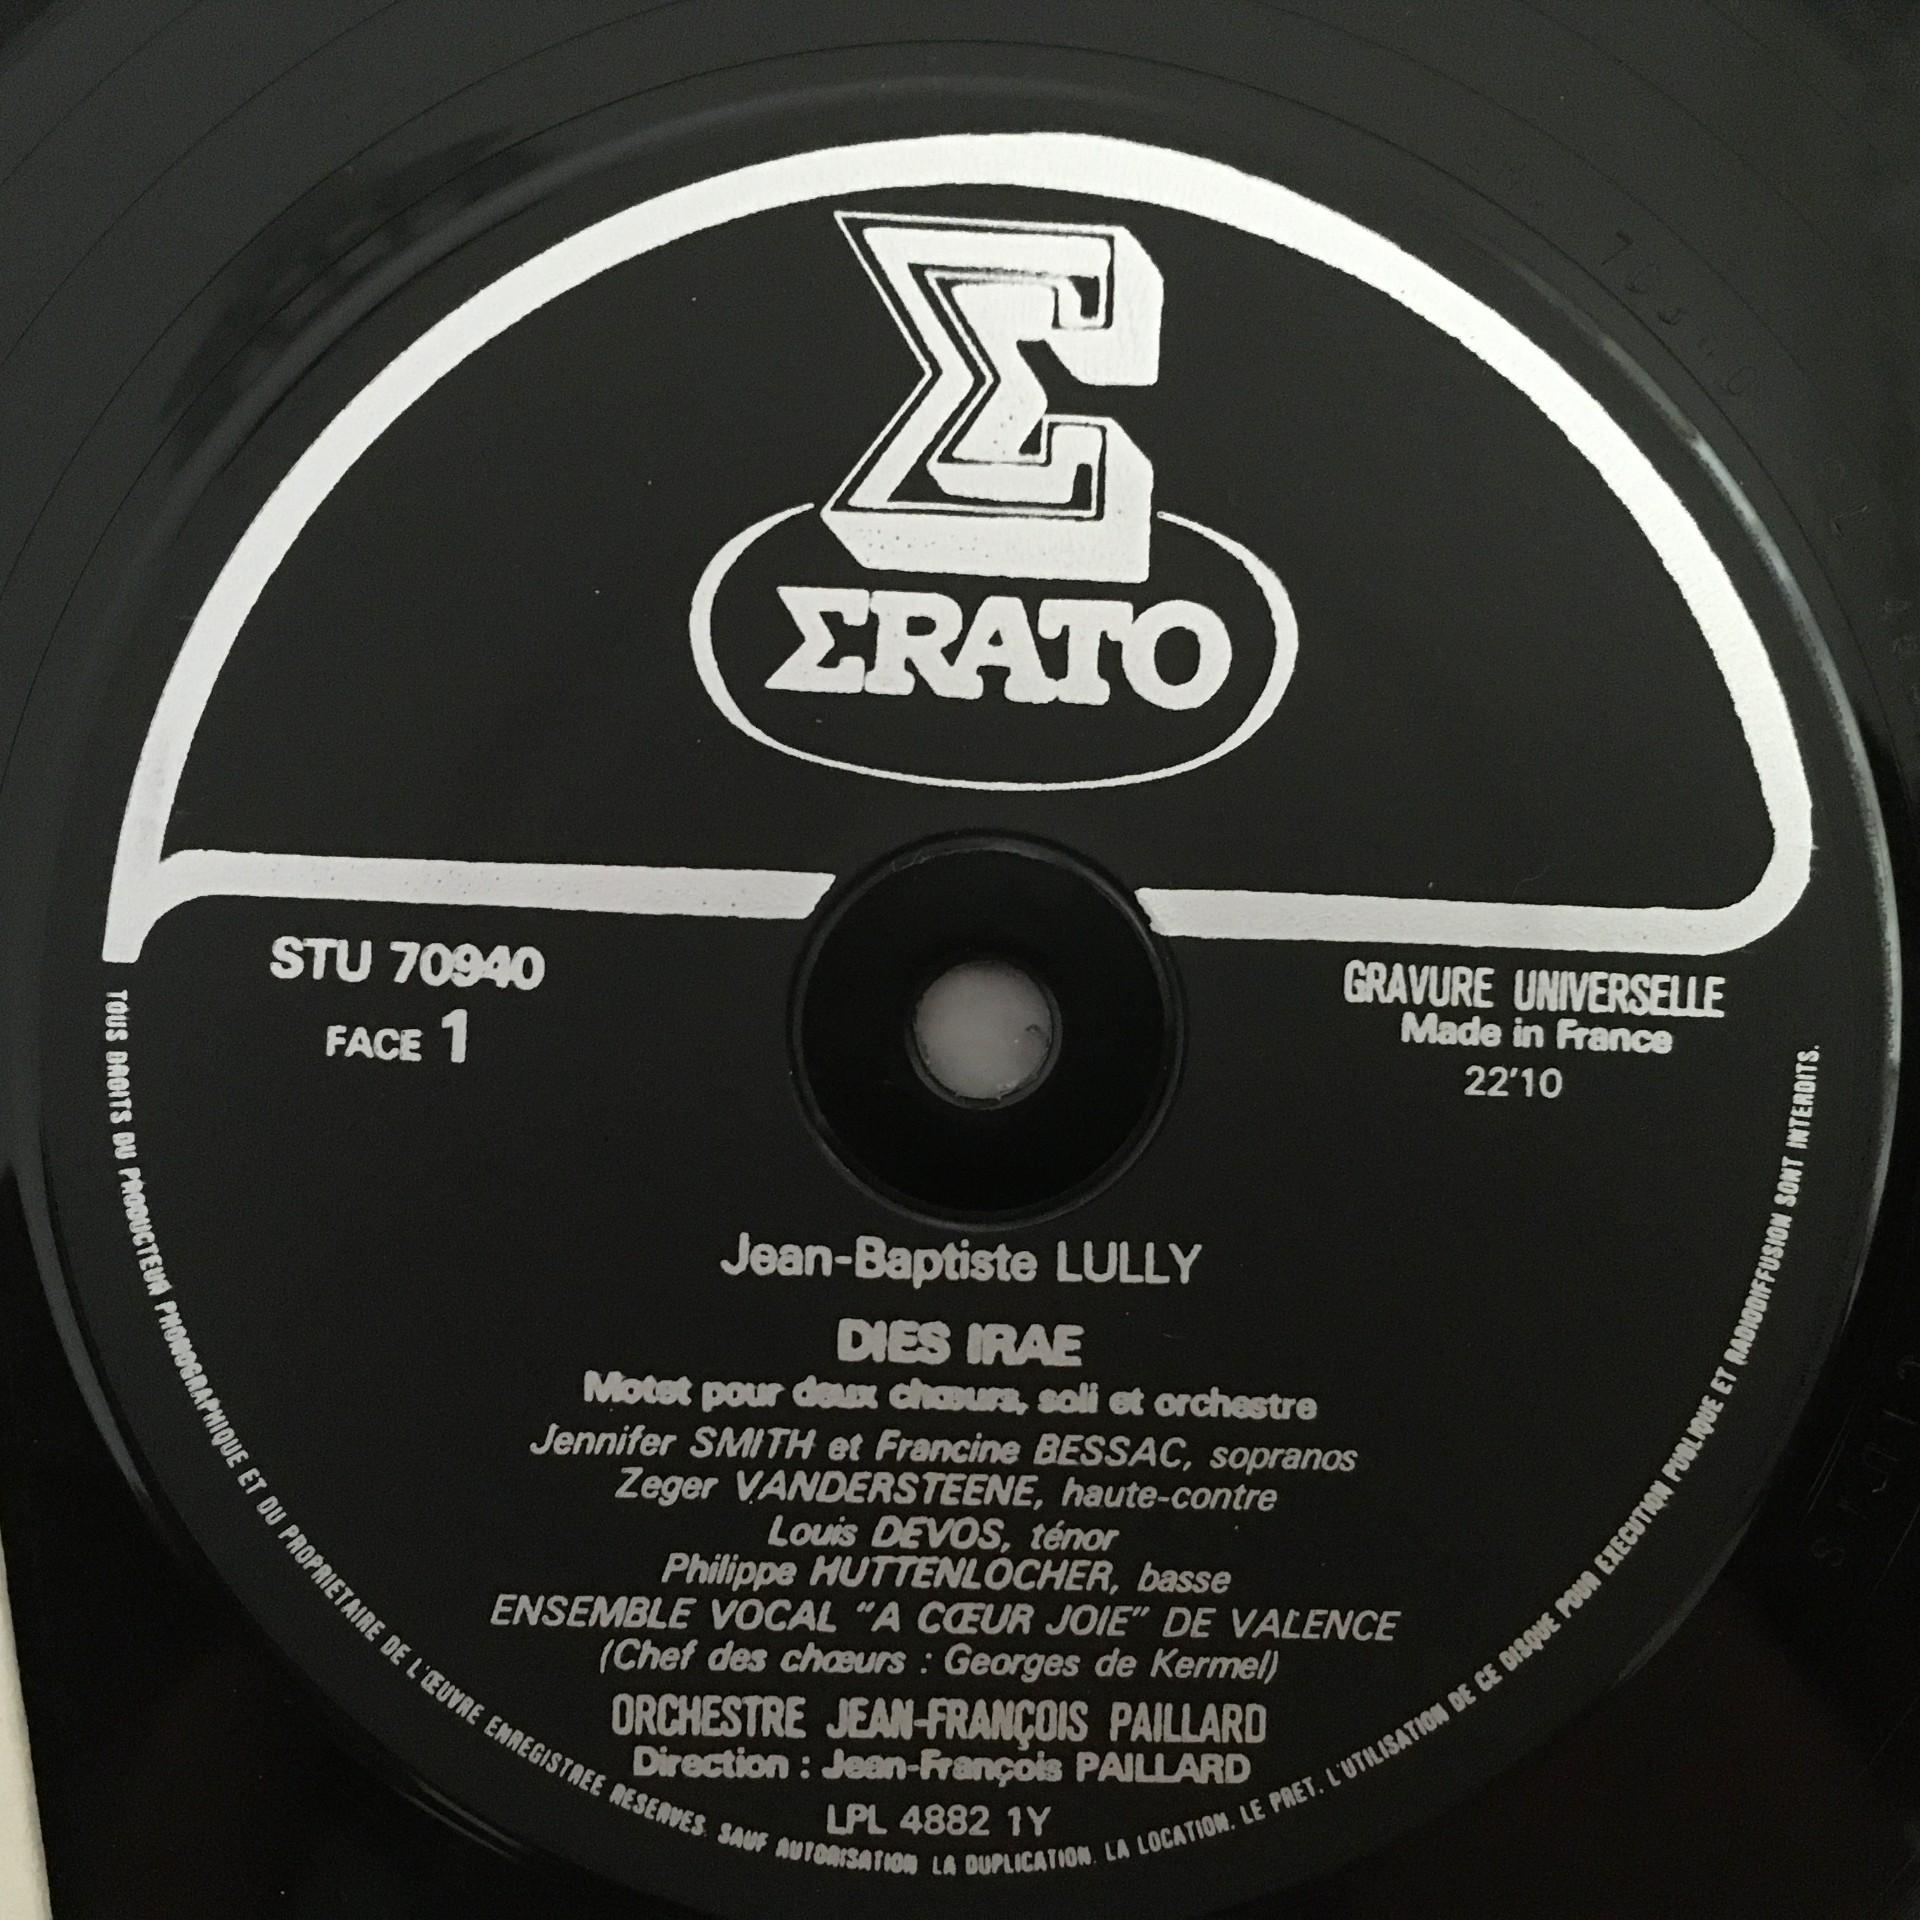 Σ
ΣRATO
STU 70940
FACE 1
GRAVURE UNIVERSELLE
Made in France
22'10
Jean-Baptiste LULLY
DIES IRAE
Motet pour deux chœurs, soli et orchestre
Jennifer SMITH et Francine BESSAC, sopranos
Zeger VANDERSTEENE, haute-contre
Louis DEVOS, ténor
Philippe HUTTENLOCHER, basse
ENSEMBLE VOCAL "A CŒUR JOIE" DE VALENCE
(Chef des chœurs : Georges de Kermel)
ORCHESTRE JEAN-FRANÇOIS PAILLARD
Direction : Jean-François PAILLARD
LPL 4882 1Y
TOUS DROITS DU PRODUCTEUR PHONOGRAPHIQUE ET DU PROPRIETAIRE DE L'ŒUVRE ENREGISTREE RESERVES. SAUF AUTORISATION LA DUPLICATION. LA LOCATION. LE PRET. L'UTILISATION DE CE DISQUE POUR EXECUTION PUBLIQUE ET RADIODIFFUSION SONT INTERDITS.